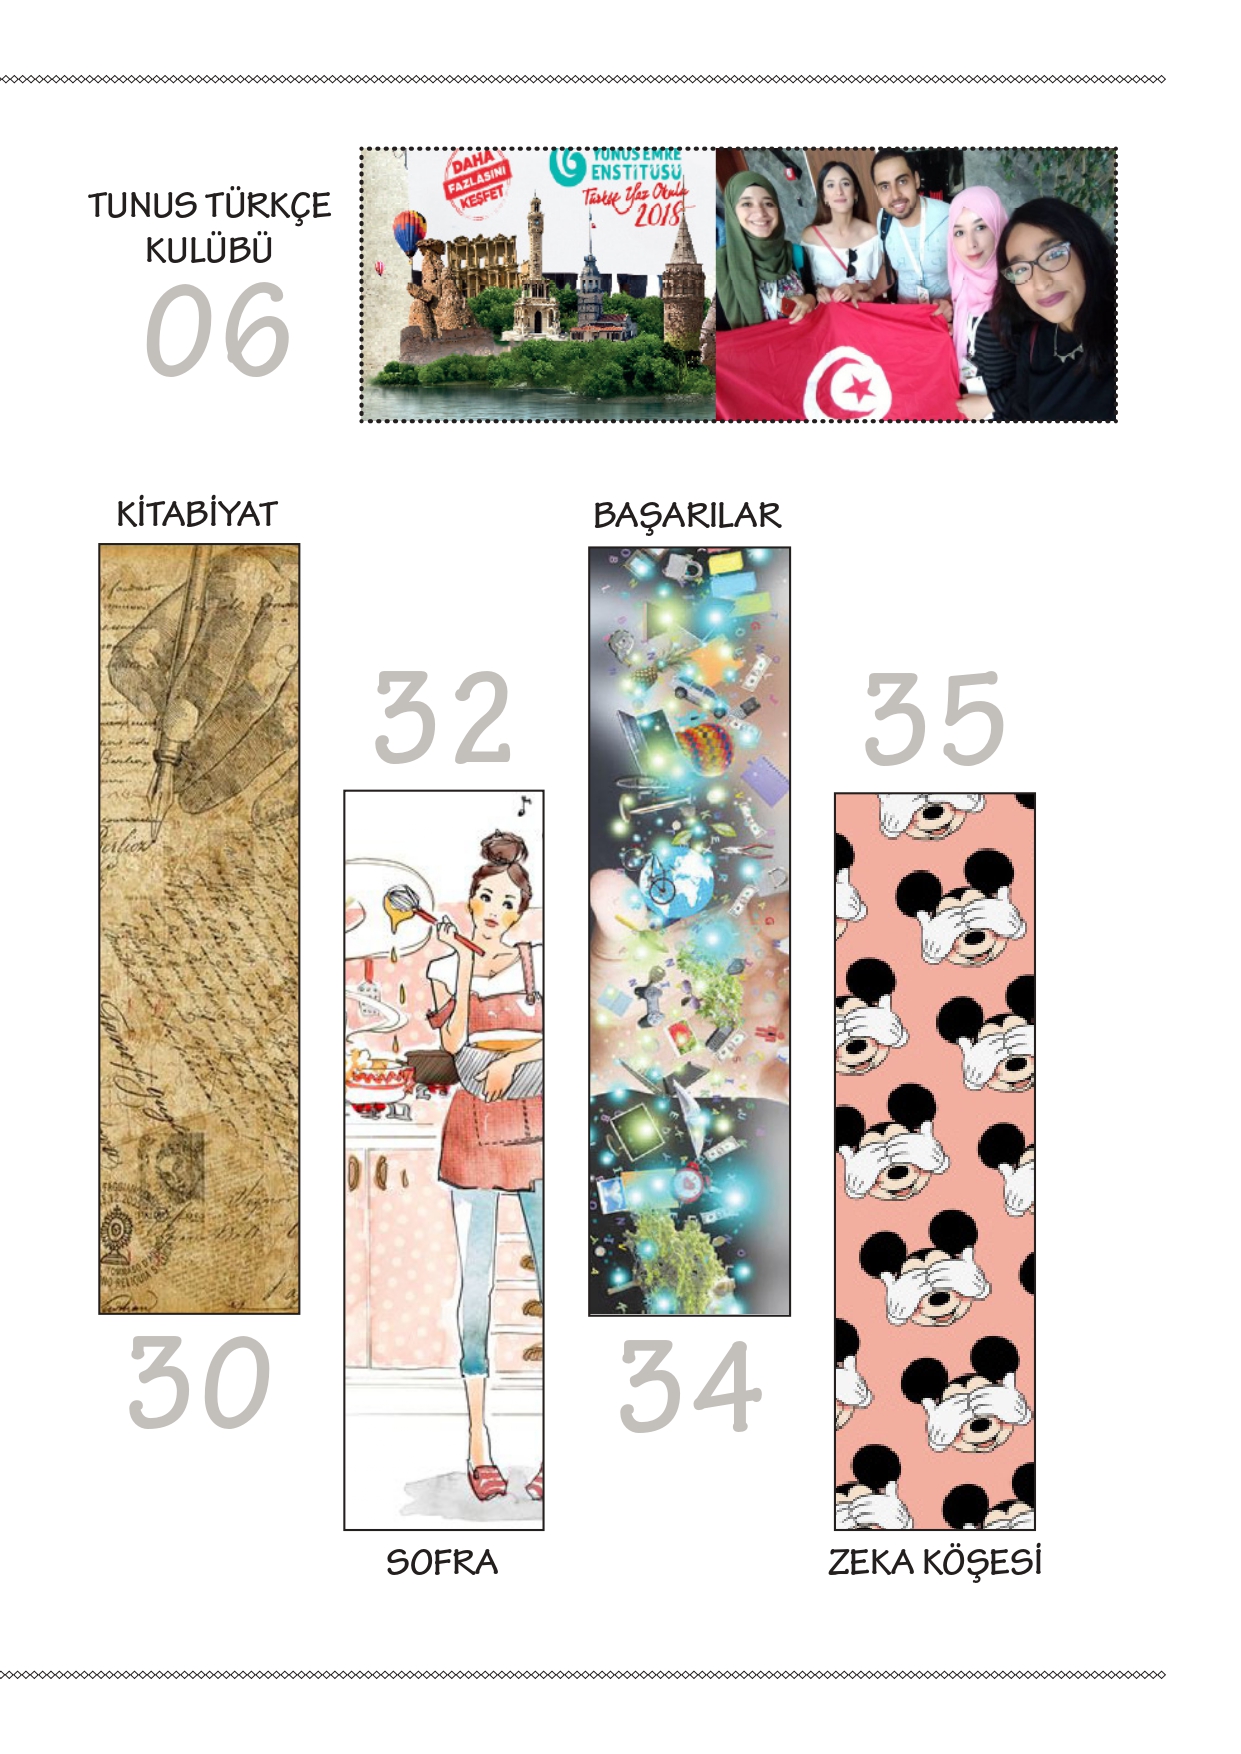 TUNUS TÜRKÇE
KULÜBÜ
06
DAHA
FAZLASINI
KEŞFET
YUNUS EMRE
ENSTİTÜSÜ
Türkçe Yaz Okulu
2018
KİTABİYAT
30
32
SOFRA
BAŞARILAR
34
35
ZEKA KÖŞESİ